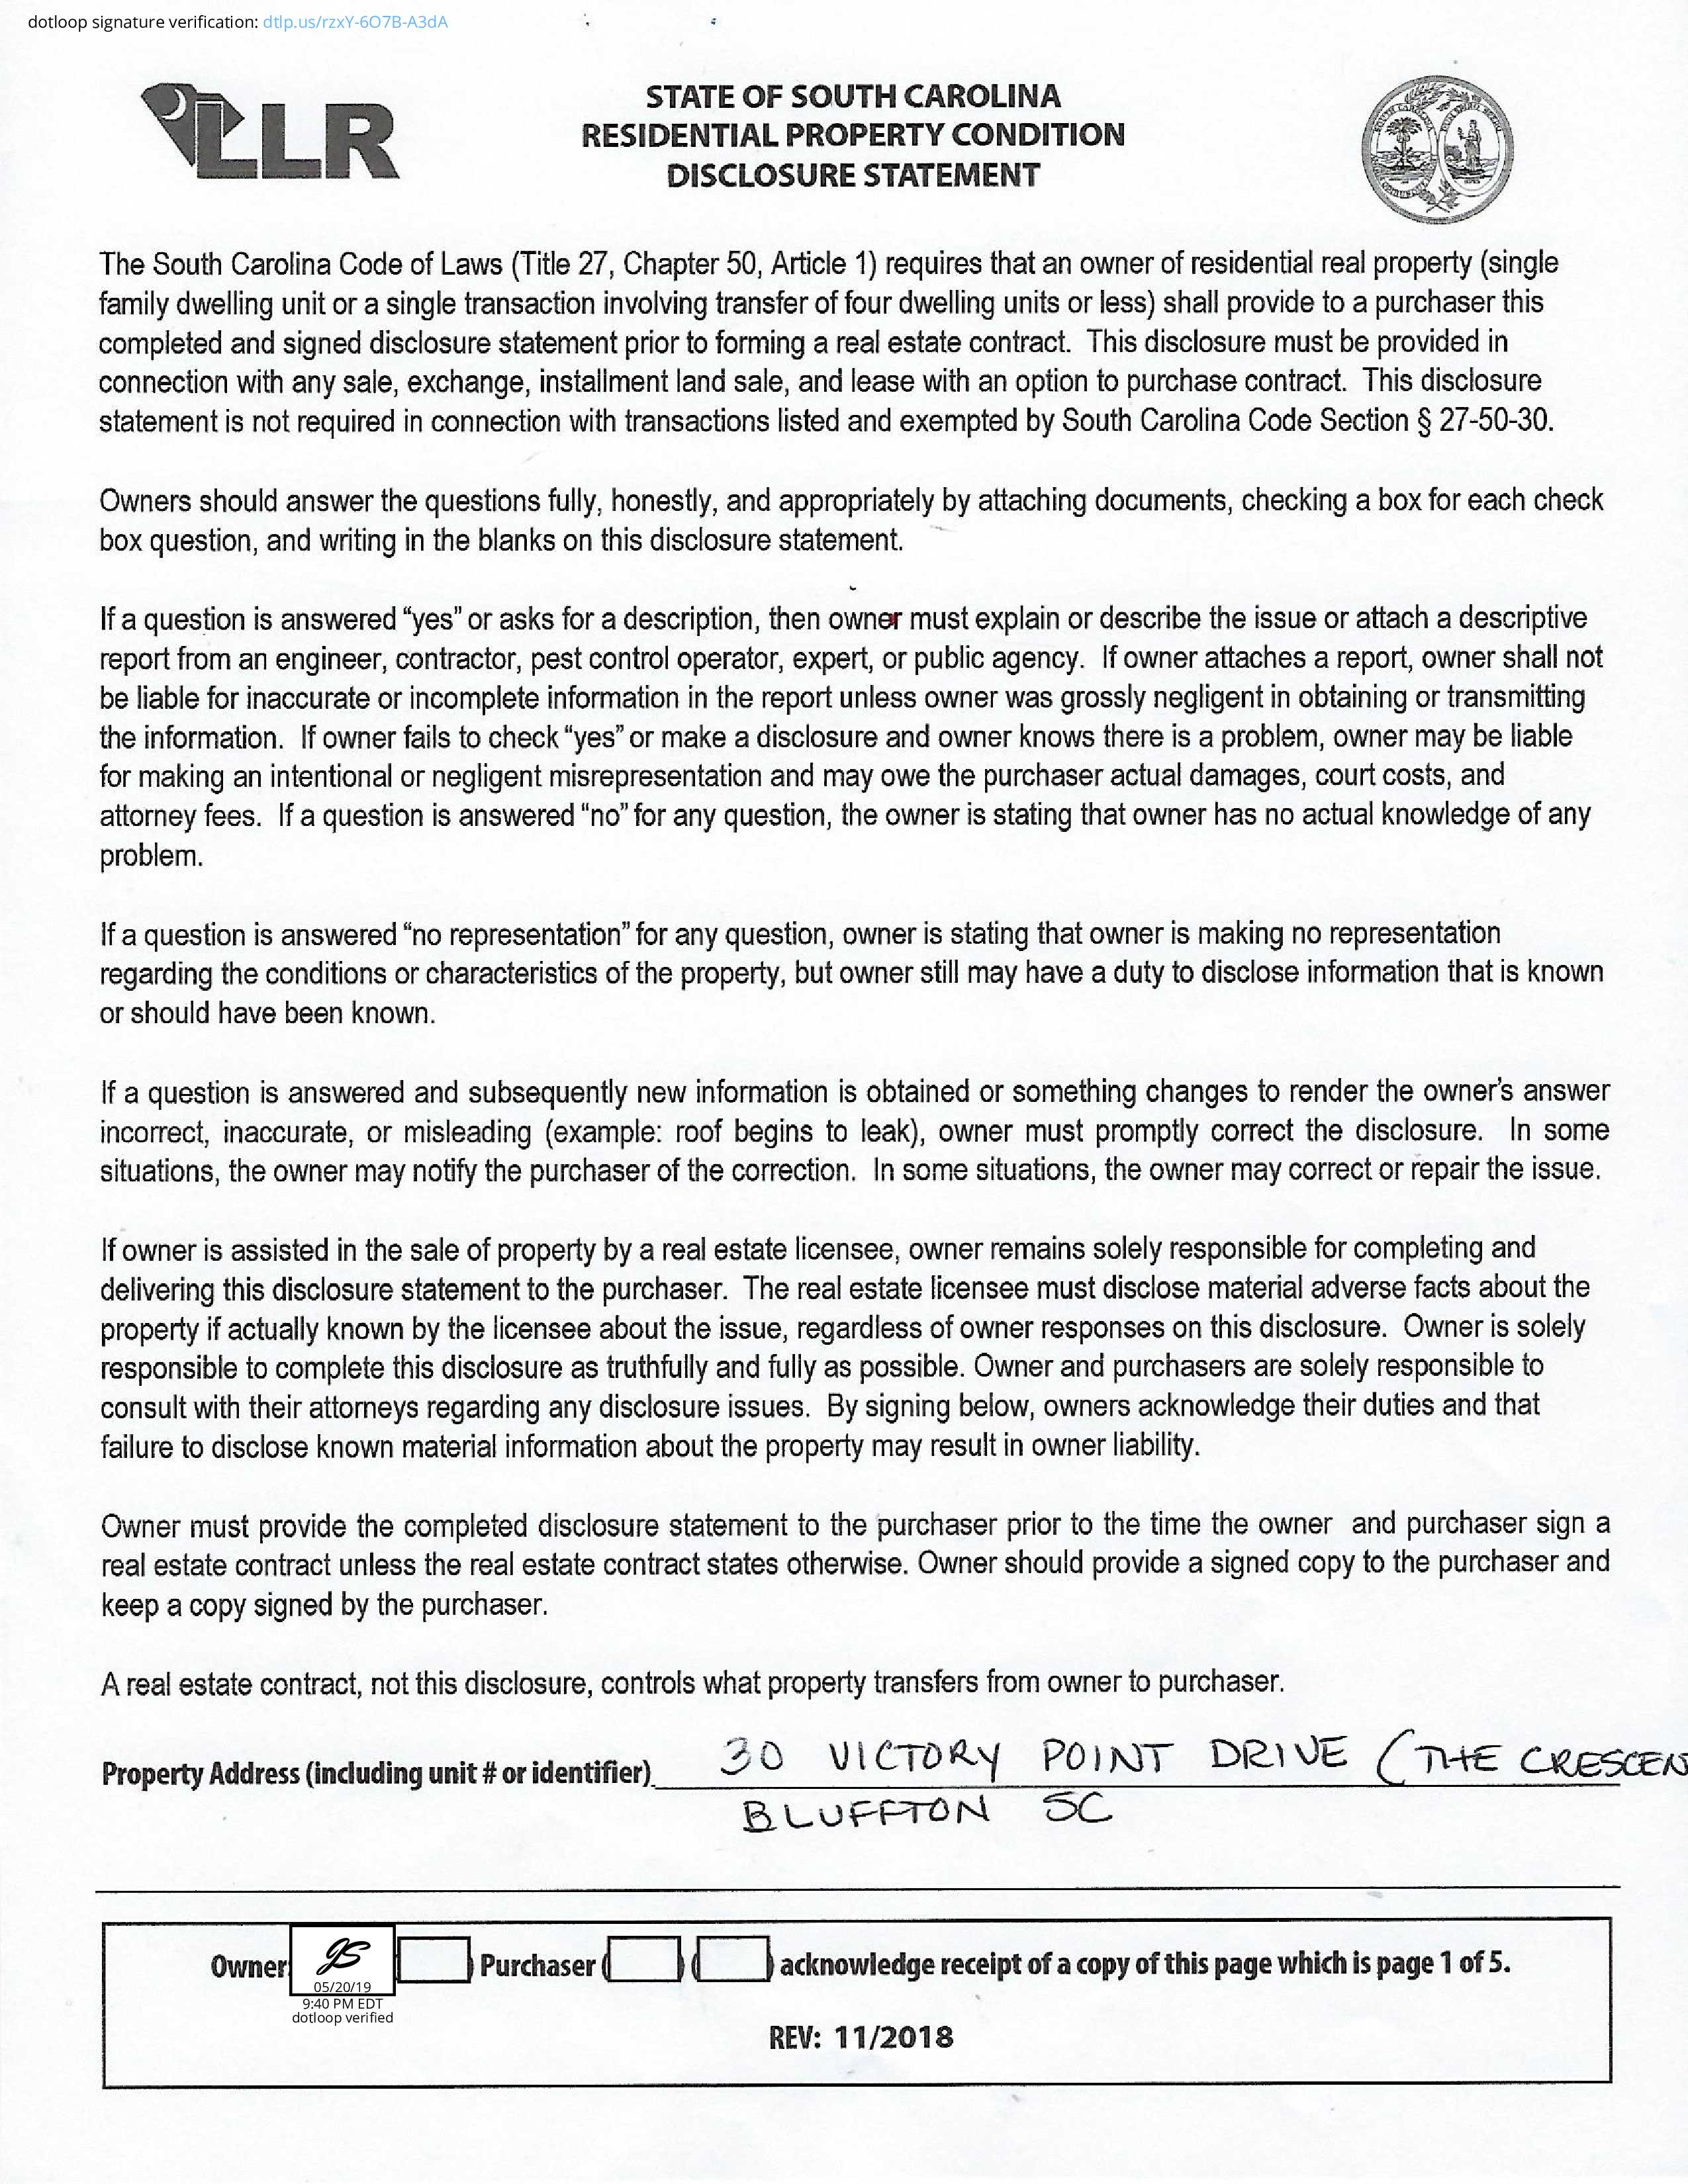 dotloop signature verification: dtlp.us/rzxY-6O7B-A3dA
LLR
STATE OF SOUTH CAROLINA
RESIDENTIAL PROPERTY CONDITION
DISCLOSURE STATEMENT
The South Carolina Code of Laws (Title 27, Chapter 50, Article 1) requires that an owner of residential real property (single
family dwelling unit or a single transaction involving transfer of four dwelling units or less) shall provide to a purchaser this
completed and signed disclosure statement prior to forming a real estate contract. This disclosure must be provided in
connection with any sale, exchange, installment land sale, and lease with an option to purchase contract. This disclosure
statement is not required in connection with transactions listed and exempted by South Carolina Code Section § 27-50-30.
Owners should answer the questions fully, honestly, and appropriately by attaching documents, checking a box for each check
box question, and writing in the blanks on this disclosure statement.
If a question is answered “yes” or asks for a description, then owner must explain or describe the issue or attach a descriptive
report from an engineer, contractor, pest control operator, expert, or public agency. If owner attaches a report, owner shall not
be liable for inaccurate or incomplete information in the report unless owner was grossly negligent in obtaining or transmitting
the information. If owner fails to check “yes” or make a disclosure and owner knows there is a problem, owner may be liable
for making an intentional or negligent misrepresentation and may owe the purchaser actual damages, court costs, and
attorney fees. If a question is answered “no” for any question, the owner is stating that owner has no actual knowledge of any
problem.
If a question is answered “no representation” for any question, owner is stating that owner is making no representation
regarding the conditions or characteristics of the property, but owner still may have a duty to disclose information that is known
or should have been known.
If a question is answered and subsequently new information is obtained or something changes to render the owner's answer
incorrect, inaccurate, or misleading (example: roof begins to leak), owner must promptly correct the disclosure. In some
situations, the owner may notify the purchaser of the correction. In some situations, the owner may correct or repair the issue.
If owner is assisted in the sale of property by a real estate licensee, owner remains solely responsible for completing and
delivering this disclosure statement to the purchaser. The real estate licensee must disclose material adverse facts about the
property if actually known by the licensee about the issue, regardless of owner responses on this disclosure. Owner is solely
responsible to complete this disclosure as truthfully and fully as possible. Owner and purchasers are solely responsible to
consult with their attorneys regarding any disclosure issues. By signing below, owners acknowledge their duties and that
failure to disclose known material information about the property may result in owner liability.
Owner must provide the completed disclosure statement to the purchaser prior to the time the owner and purchaser sign a
real estate contract unless the real estate contract states otherwise. Owner should provide a signed copy to the purchaser and
keep a copy signed by the purchaser.
A real estate contract, not this disclosure, controls what property transfers from owner to purchaser.
Property Address (including unit # or identifier) 30 VICTORY POINT DRIVE (THE CRESCEN
BLUFFTON SC
Owner JS Purchaser ( ) ( ) acknowledge receipt of a copy of this page which is page 1 of 5.
05/20/19
9:40 PM EDT
dotloop verified
REV: 11/2018